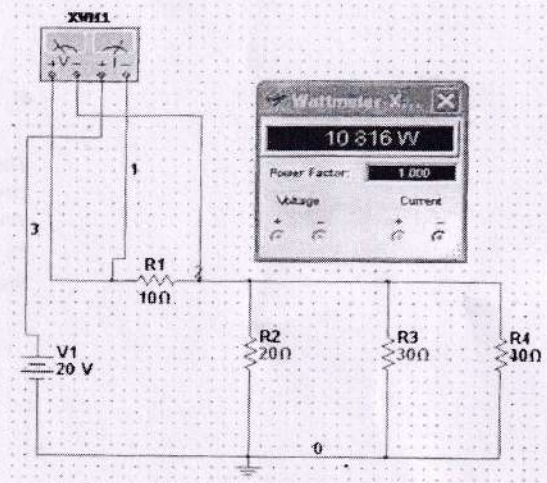 XWM1
+ V - + I -
Wattmeter-X...
10.816 W
Power Factor: 1.000
Voltage Current
+ - + -
1
3
R1
10Ω
2
V1
20 V
R2
20Ω
R3
30Ω
R4
40Ω
0